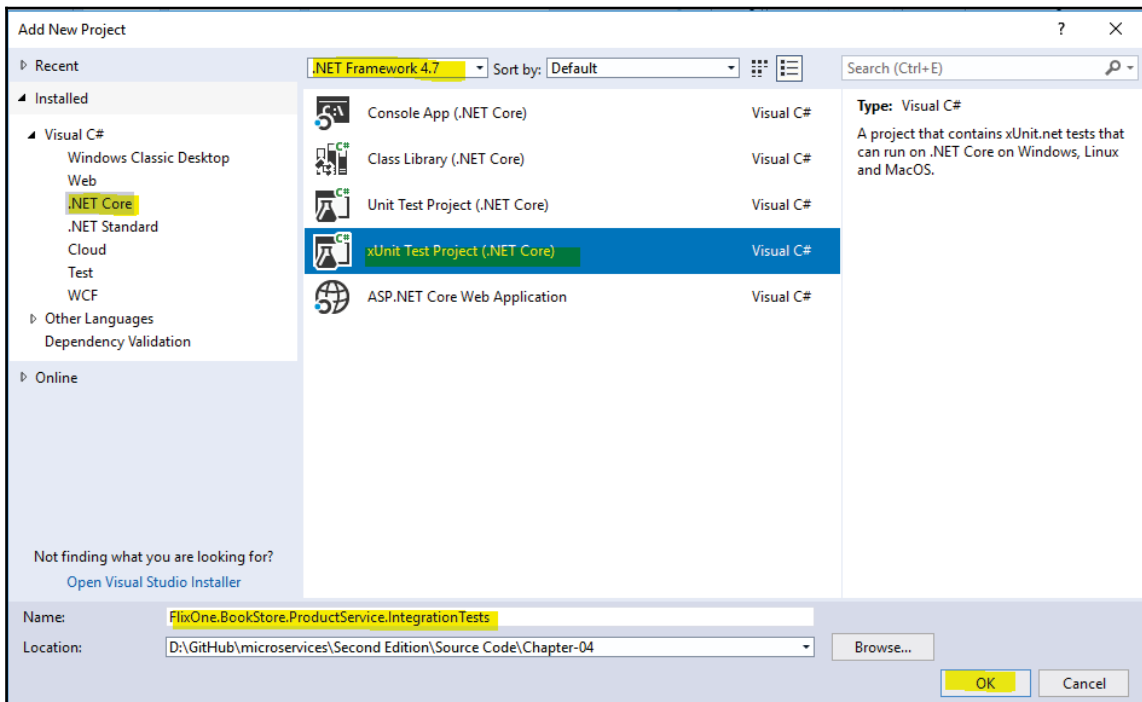 Add New Project
? ×
Recent
.NET Framework 4.7 Sort by: Default
Search (Ctrl+E)
Installed
Visual C#
Windows Classic Desktop
Web
.NET Core
.NET Standard
Cloud
Test
WCF
Other Languages
Dependency Validation
Online
Not finding what you are looking for?
Open Visual Studio Installer
Console App (.NET Core) Visual C#
Class Library (.NET Core) Visual C#
Unit Test Project (.NET Core) Visual C#
xUnit Test Project (.NET Core) Visual C#
ASP.NET Core Web Application Visual C#
Type: Visual C#
A project that contains xUnit.net tests that
can run on .NET Core on Windows, Linux
and MacOS.
Name: FlixOne.BookStore.ProductService.IntegrationTests
Location: D:\GitHub\microservices\Second Edition\Source Code\Chapter-04 Browse...
OK Cancel